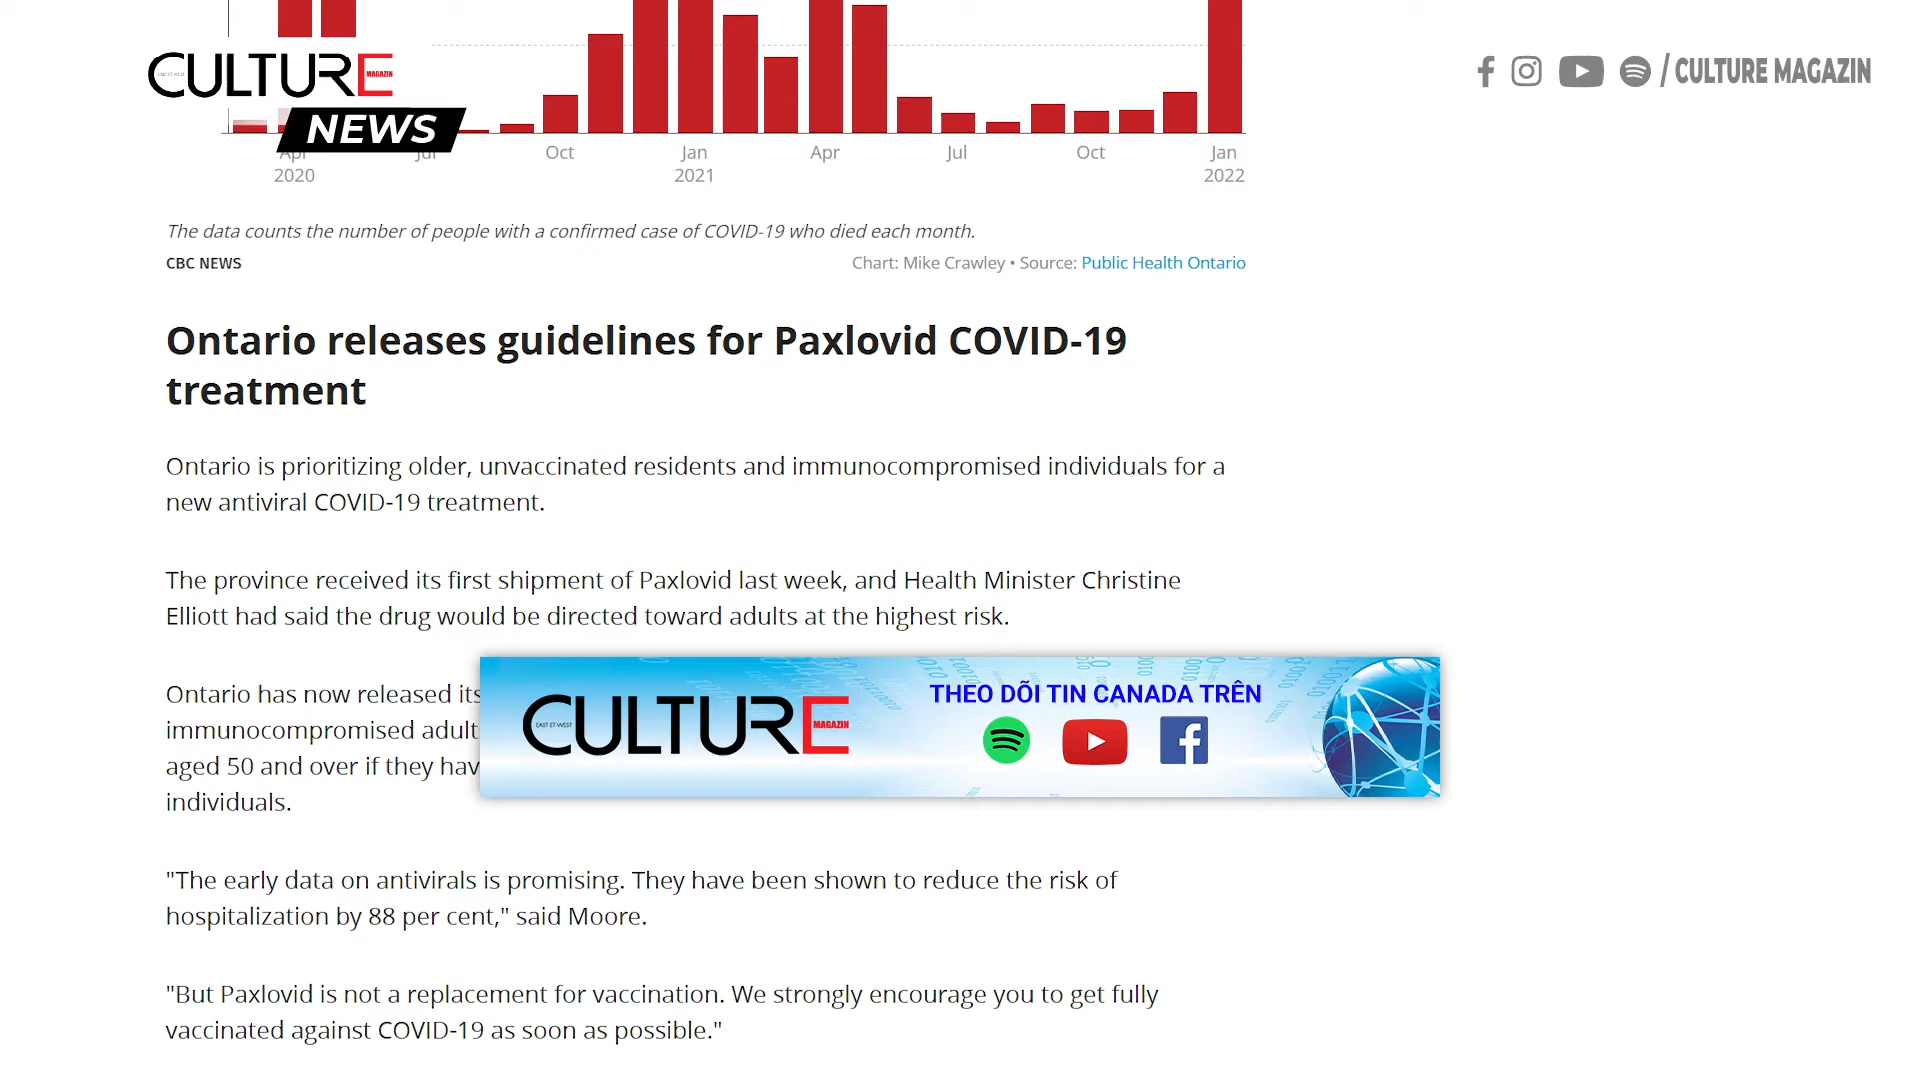 CULTURE
EAST ET WEST
MAGAZIN
NEWS
/ CULTURE MAGAZIN
Apr Jul Oct Jan Apr Jul Oct Jan
2020 2021 2022
The data counts the number of people with a confirmed case of COVID-19 who died each month.
CBC NEWS Chart: Mike Crawley • Source: Public Health Ontario
Ontario releases guidelines for Paxlovid COVID-19
treatment
Ontario is prioritizing older, unvaccinated residents and immunocompromised individuals for a
new antiviral COVID-19 treatment.
The province received its first shipment of Paxlovid last week, and Health Minister Christine
Elliott had said the drug would be directed toward adults at the highest risk.
Ontario has now released its
immunocompromised
aged 50 and over if they
individuals.
CULTURE
EAST ET WEST
MAGAZIN
THEO DÕI TIN CANADA TRÊN
"The early data on antivirals is promising. They have been shown to reduce the risk of
hospitalization by 88 per cent," said Moore.
"But Paxlovid is not a replacement for vaccination. We strongly encourage you to get fully
vaccinated against COVID-19 as soon as possible."